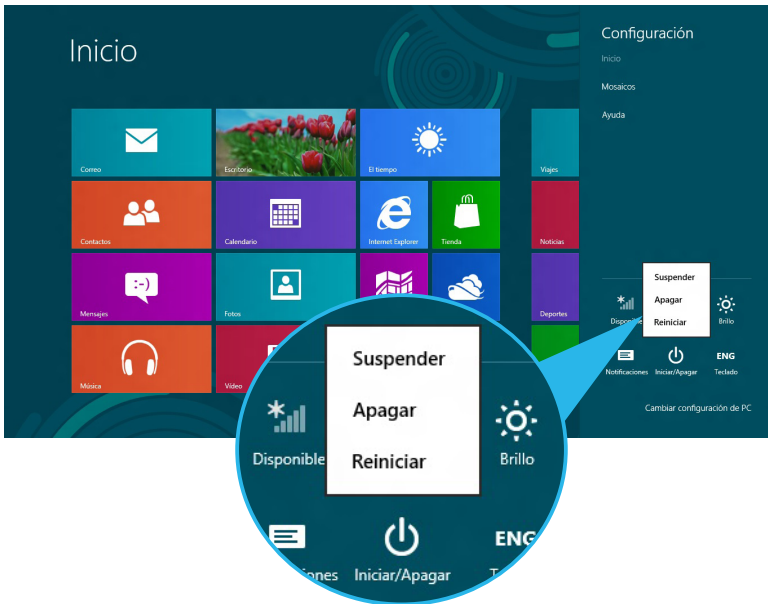 Inicio
Configuración
Inicio
Mosaicos
Ayuda
Correo
Escritorio
El tiempo
Viajes
Contactos
Calendario
Internet Explorer
Tienda
Noticias
Mensajes
Fotos
Deportes
Música
Vídeo
Suspender
Apagar
Reiniciar
Disponible
Brillo
Notificaciones
Iniciar/Apagar
ENG
Teclado
Cambiar configuración de PC
Suspender
Apagar
Reiniciar
Disponible
Brillo
ENG
Iniciar/Apagar